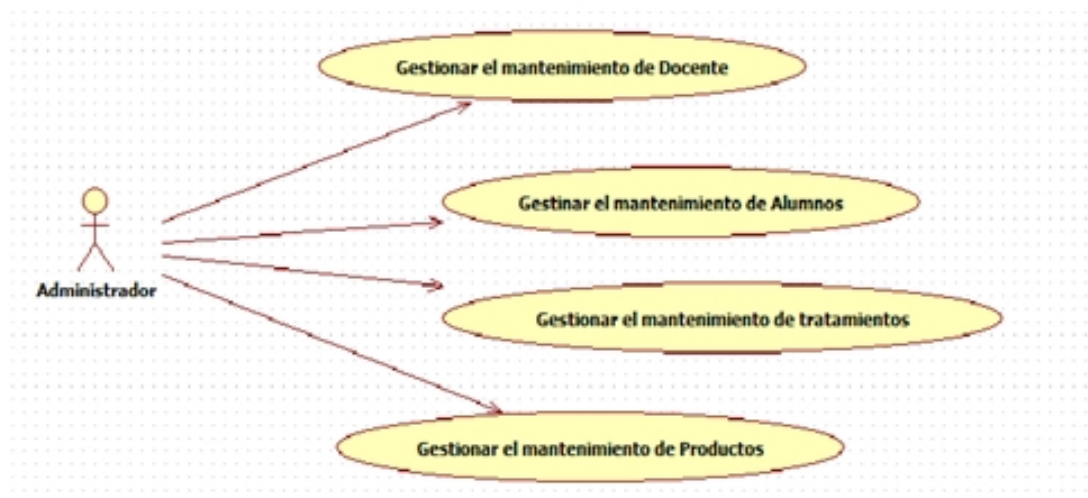 Gestionar el mantenimiento de Docente
Gestinar el mantenimiento de Alumnos
Administrador
Gestionar el mantenimiento de tratamientos
Gestionar el mantenimiento de Productos